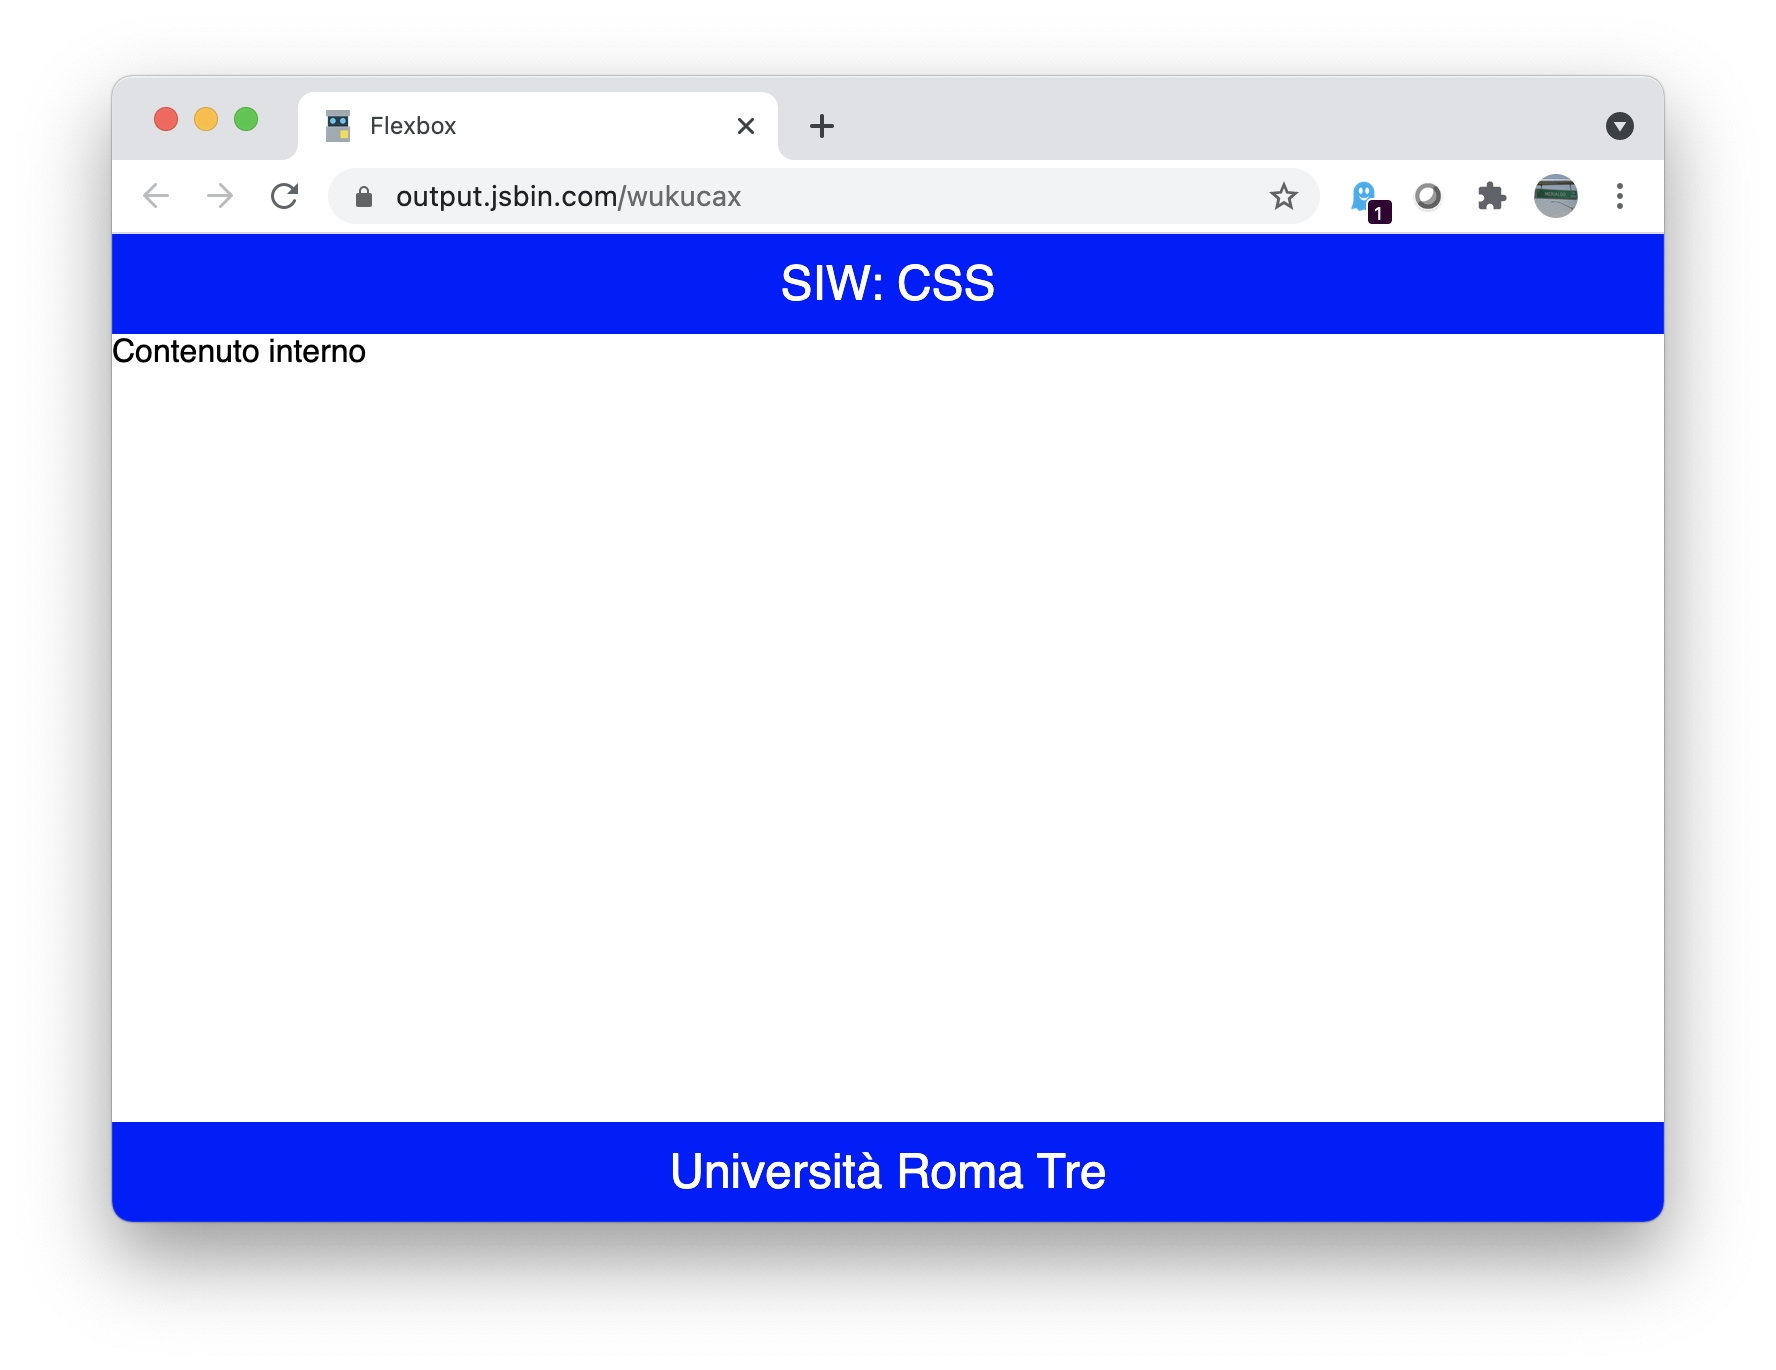 Flexbox
output.jsbin.com/wukucax
1
SIW: CSS
Contenuto interno
Università Roma Tre